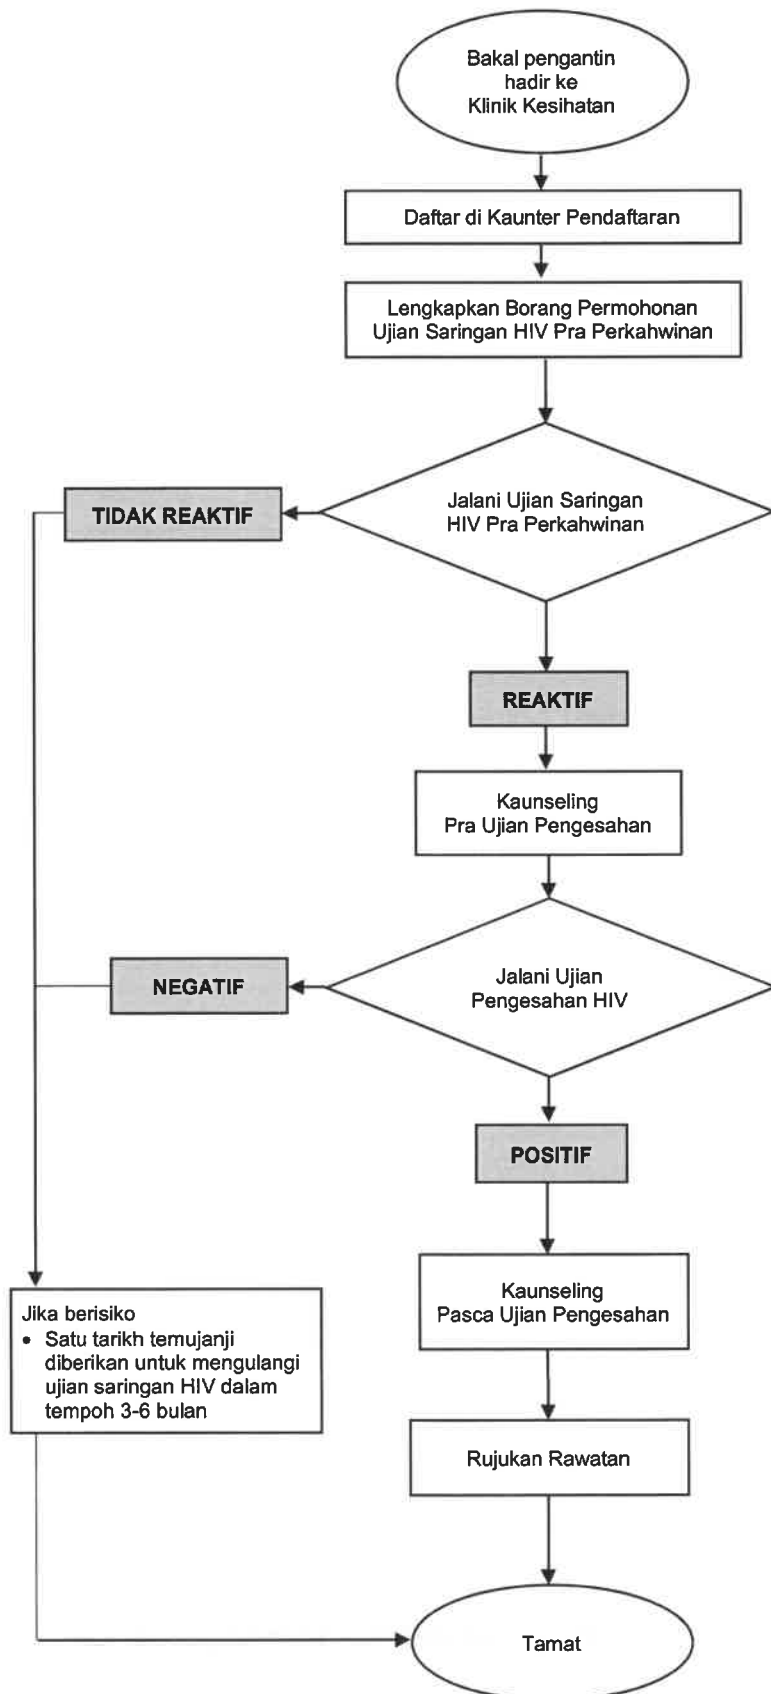 Bakal pengantin
hadir ke
Klinik Kesihatan
Daftar di Kaunter Pendaftaran
Lengkapkan Borang Permohonan
Ujian Saringan HIV Pra Perkahwinan
Jalani Ujian Saringan
HIV Pra Perkahwinan
TIDAK REAKTIF
REAKTIF
Kaunseling
Pra Ujian Pengesahan
Jalani Ujian
Pengesahan HIV
NEGATIF
POSITIF
Kaunseling
Pasca Ujian Pengesahan
Jika berisiko
• Satu tarikh temujanji
diberikan untuk mengulangi
ujian saringan HIV dalam
tempoh 3-6 bulan
Rujukan Rawatan
Tamat